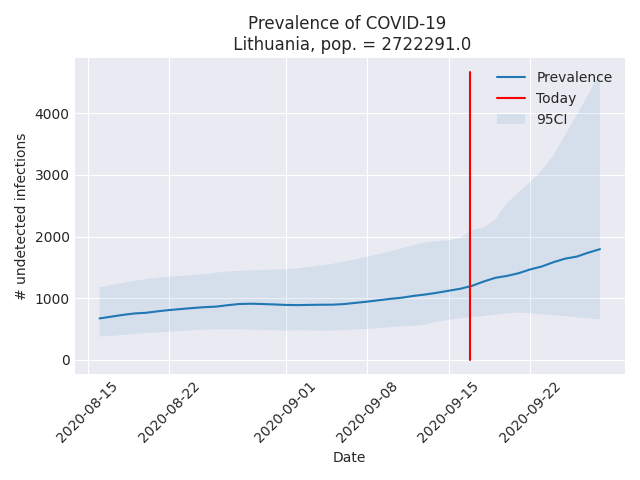 Prevalence of COVID-19
Lithuania, pop. = 2722291.0
Prevalence
Today
95CI
4000
3000
2000
1000
0
# undetected infections
2020-08-15
2020-08-22
2020-09-01
2020-09-08
2020-09-15
2020-09-22
Date